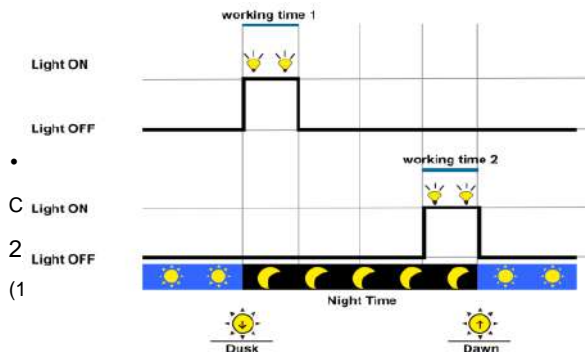 working time 1
Light ON
Light OFF
•
working time 2
C
Light ON
2
Light OFF
(1
Night Time
Dusk
Dawn